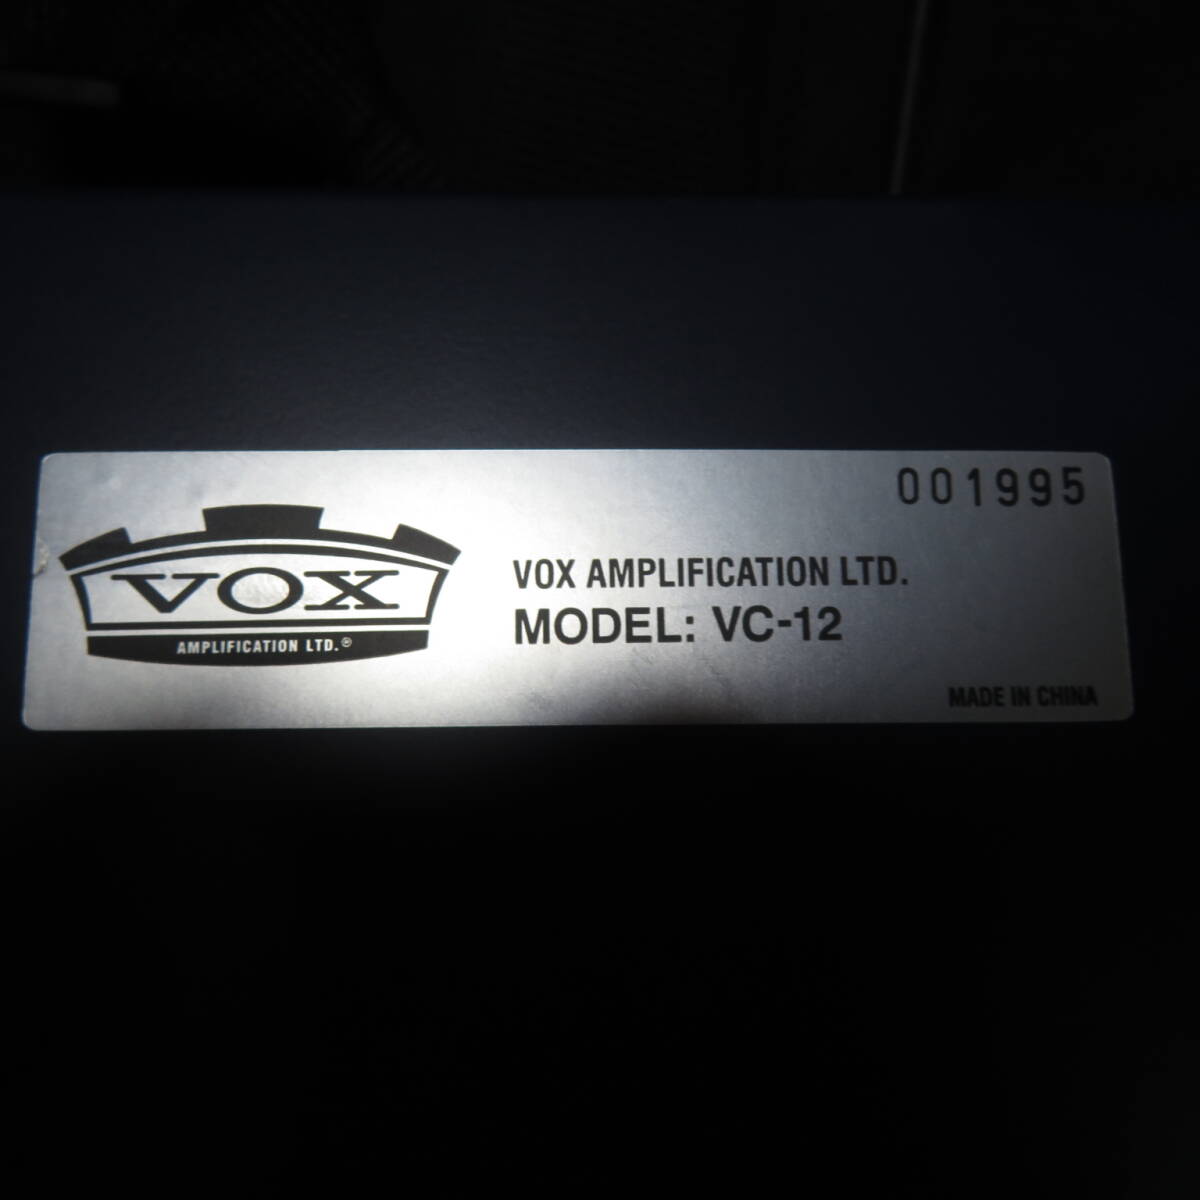 001995
VOX
AMPLIFICATION LTD.®
VOX AMPLIFICATION LTD.
MODEL: VC-12
MADE IN CHINA